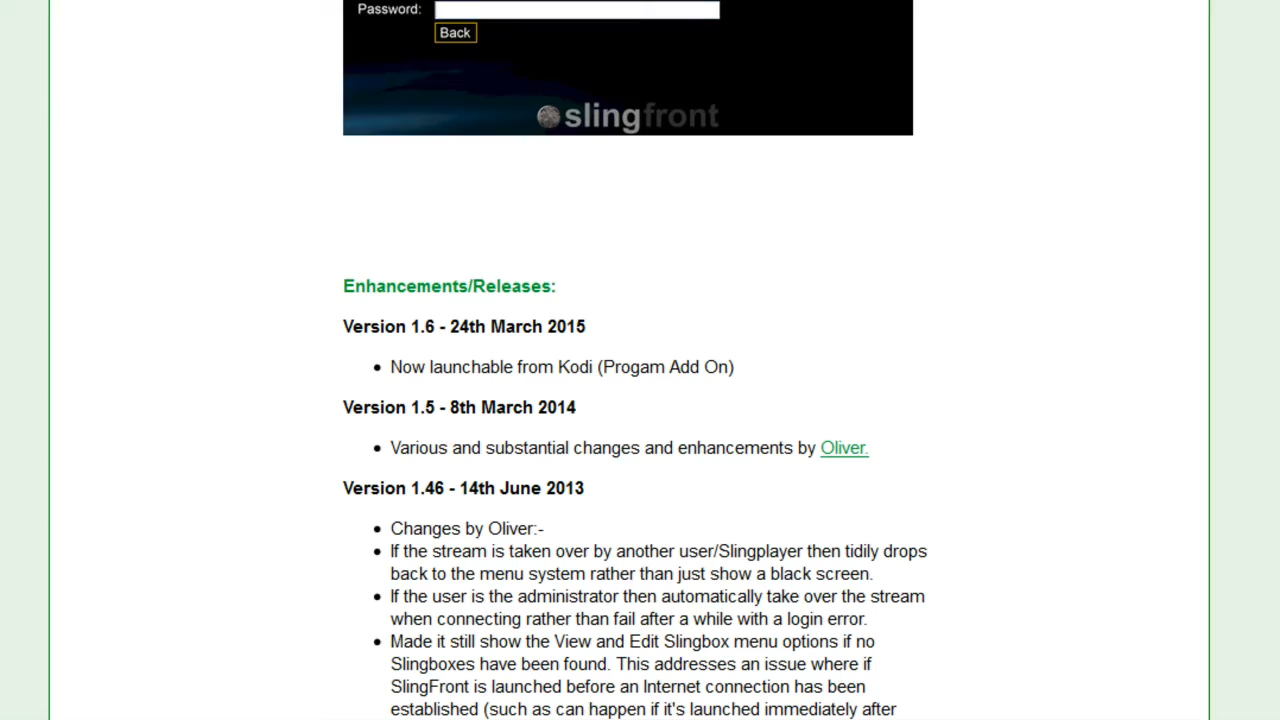 Password:
Back
slingfront
Enhancements/Releases:
Version 1.6 - 24th March 2015
• Now launchable from Kodi (Progam Add On)
Version 1.5 - 8th March 2014
• Various and substantial changes and enhancements by Oliver.
Version 1.46 - 14th June 2013
• Changes by Oliver:-
• If the stream is taken over by another user/Slingplayer then tidily drops
back to the menu system rather than just show a black screen.
• If the user is the administrator then automatically take over the stream
when connecting rather than fail after a while with a login error.
• Made it still show the View and Edit Slingbox menu options if no
Slingboxes have been found. This addresses an issue where if
SlingFront is launched before an Internet connection has been
established (such as can happen if it's launched immediately after